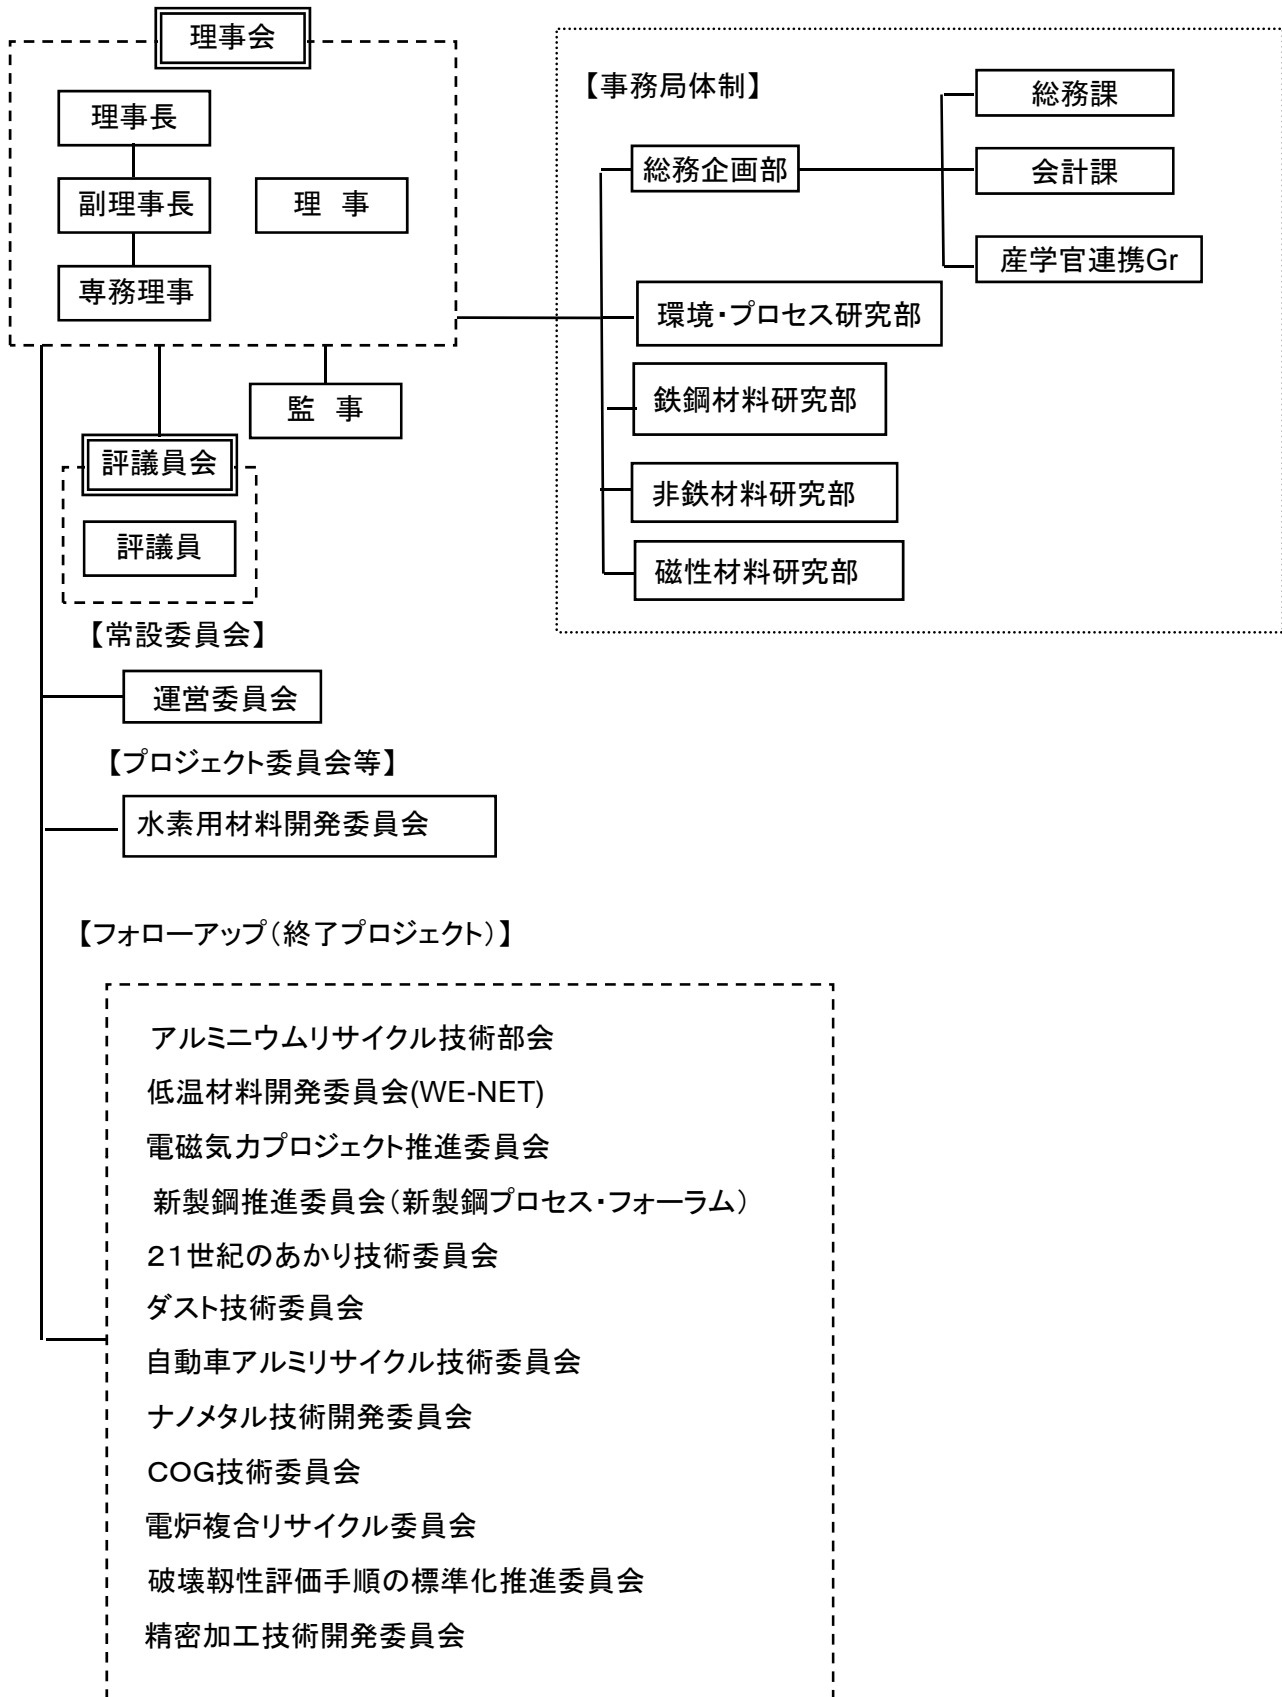 理事会
理事長
副理事長
理　事
専務理事
監　事
評議員会
評議員
【事務局体制】
総務企画部
総務課
会計課
産学官連携Gr
環境・プロセス研究部
鉄鋼材料研究部
非鉄材料研究部
磁性材料研究部
【常設委員会】
運営委員会
【プロジェクト委員会等】
水素用材料開発委員会
【フォローアップ（終了プロジェクト）】
アルミニウムリサイクル技術部会
低温材料開発委員会(WE-NET)
電磁気力プロジェクト推進委員会
新製鋼推進委員会（新製鋼プロセス・フォーラム）
２１世紀のあかり技術委員会
ダスト技術委員会
自動車アルミリサイクル技術委員会
ナノメタル技術開発委員会
ＣＯＧ技術委員会
電炉複合リサイクル委員会
破壊靱性評価手順の標準化推進委員会
精密加工技術開発委員会